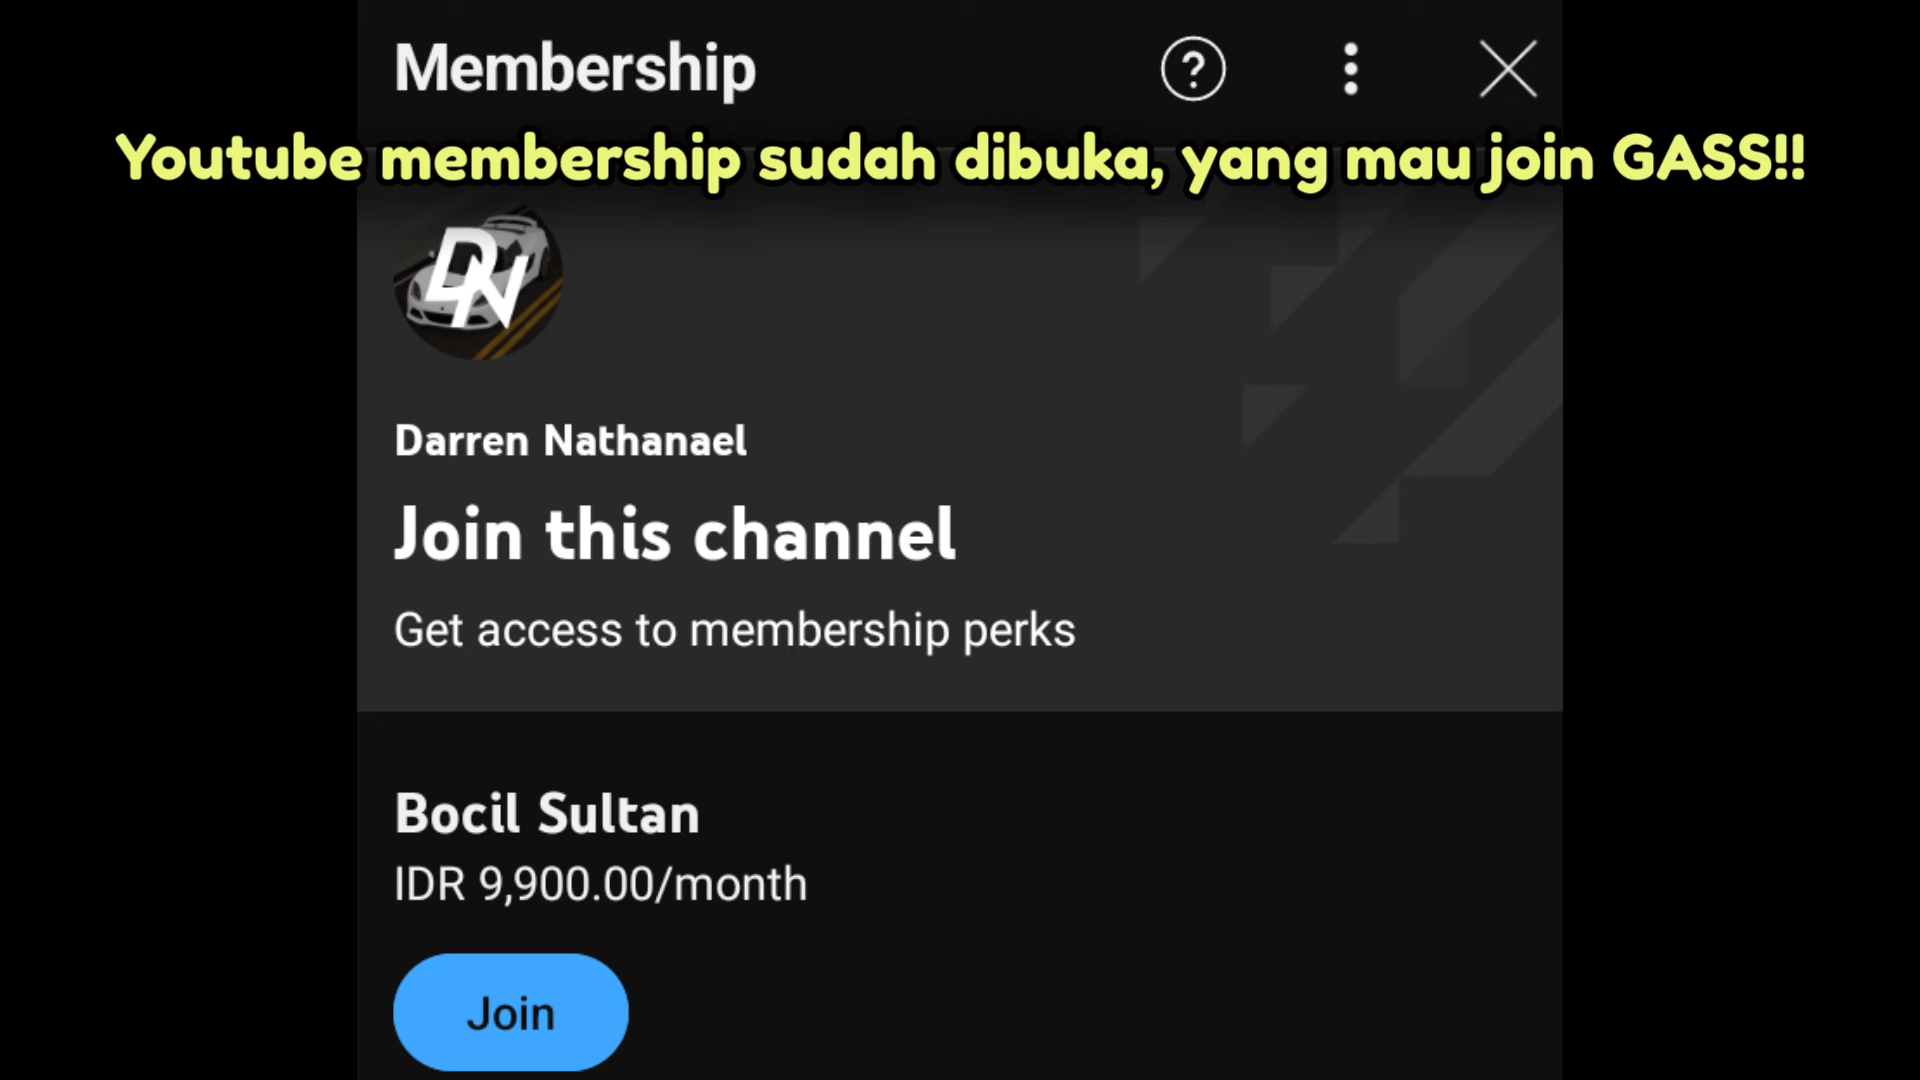 Membership
Youtube membership sudah dibuka, yang mau join GASS!!
DN
Darren Nathanael
Join this channel
Get access to membership perks
Bocil Sultan
IDR 9,900.00/month
Join